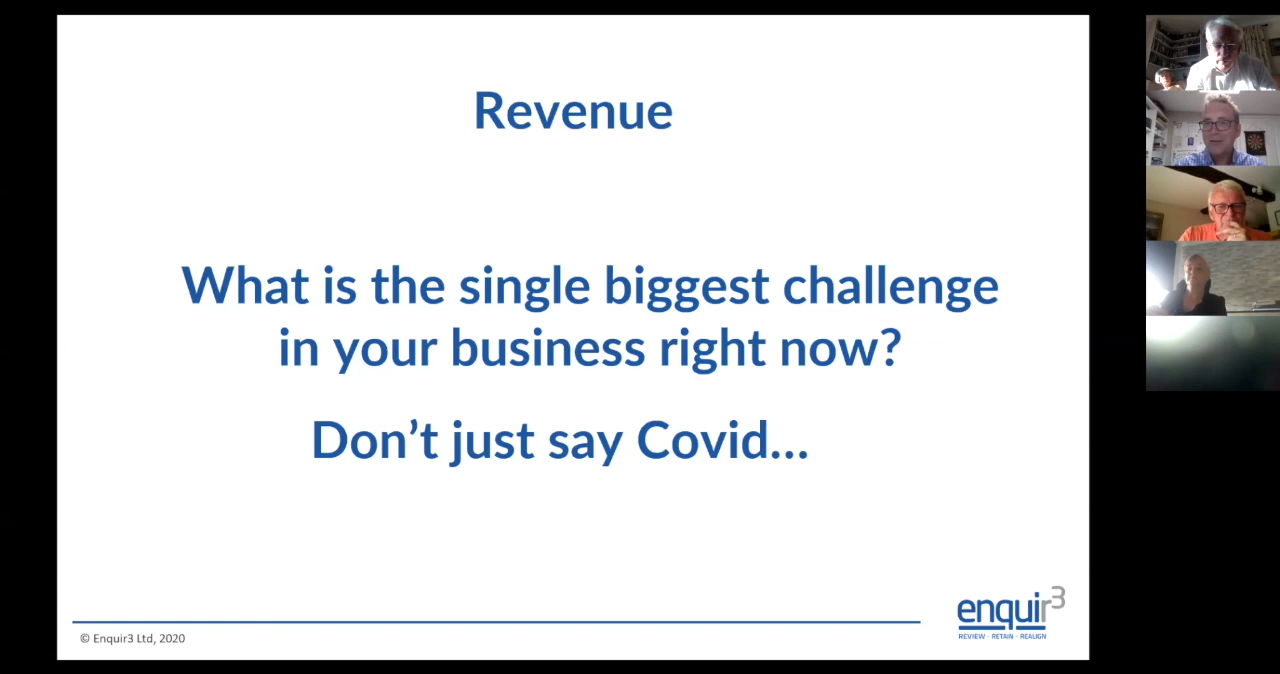 Revenue
What is the single biggest challenge
in your business right now?
Don’t just say Covid...
© Enquir3 Ltd, 2020
enquir3
REVIEW · RETAIN · REALIGN